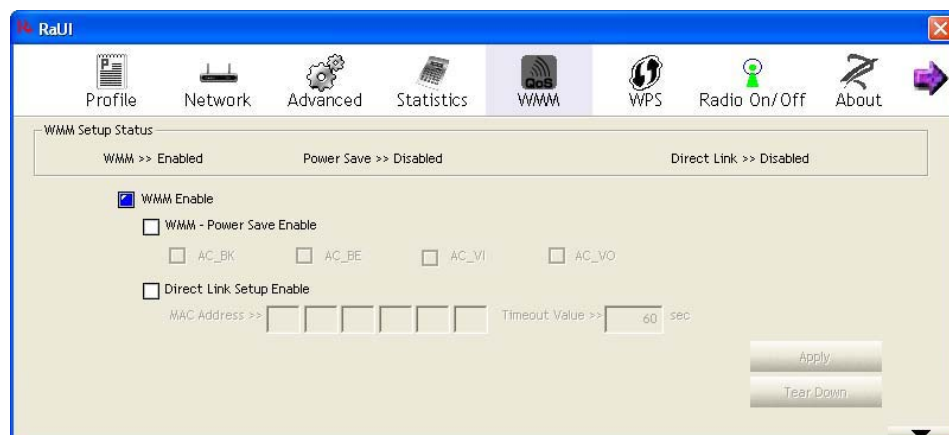 RaUI
Profile Network Advanced Statistics WMM WPS Radio On/Off About
QoS
WMM Setup Status
WMM >> Enabled Power Save >> Disabled Direct Link >> Disabled
WMM Enable
WMM - Power Save Enable
AC_BK AC_BE AC_VI AC_VO
Direct Link Setup Enable
MAC Address >> Timeout Value >> 60 sec
Apply
Tear Down